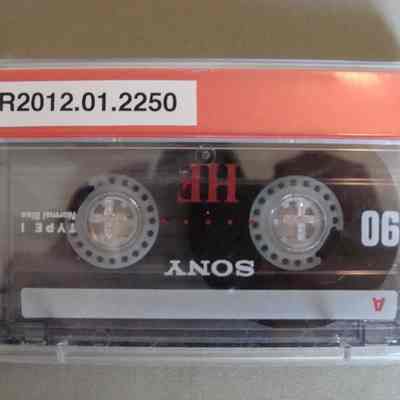 R2012.01.2250
HF
TYPE I
Normal Bias
90
SONY
A